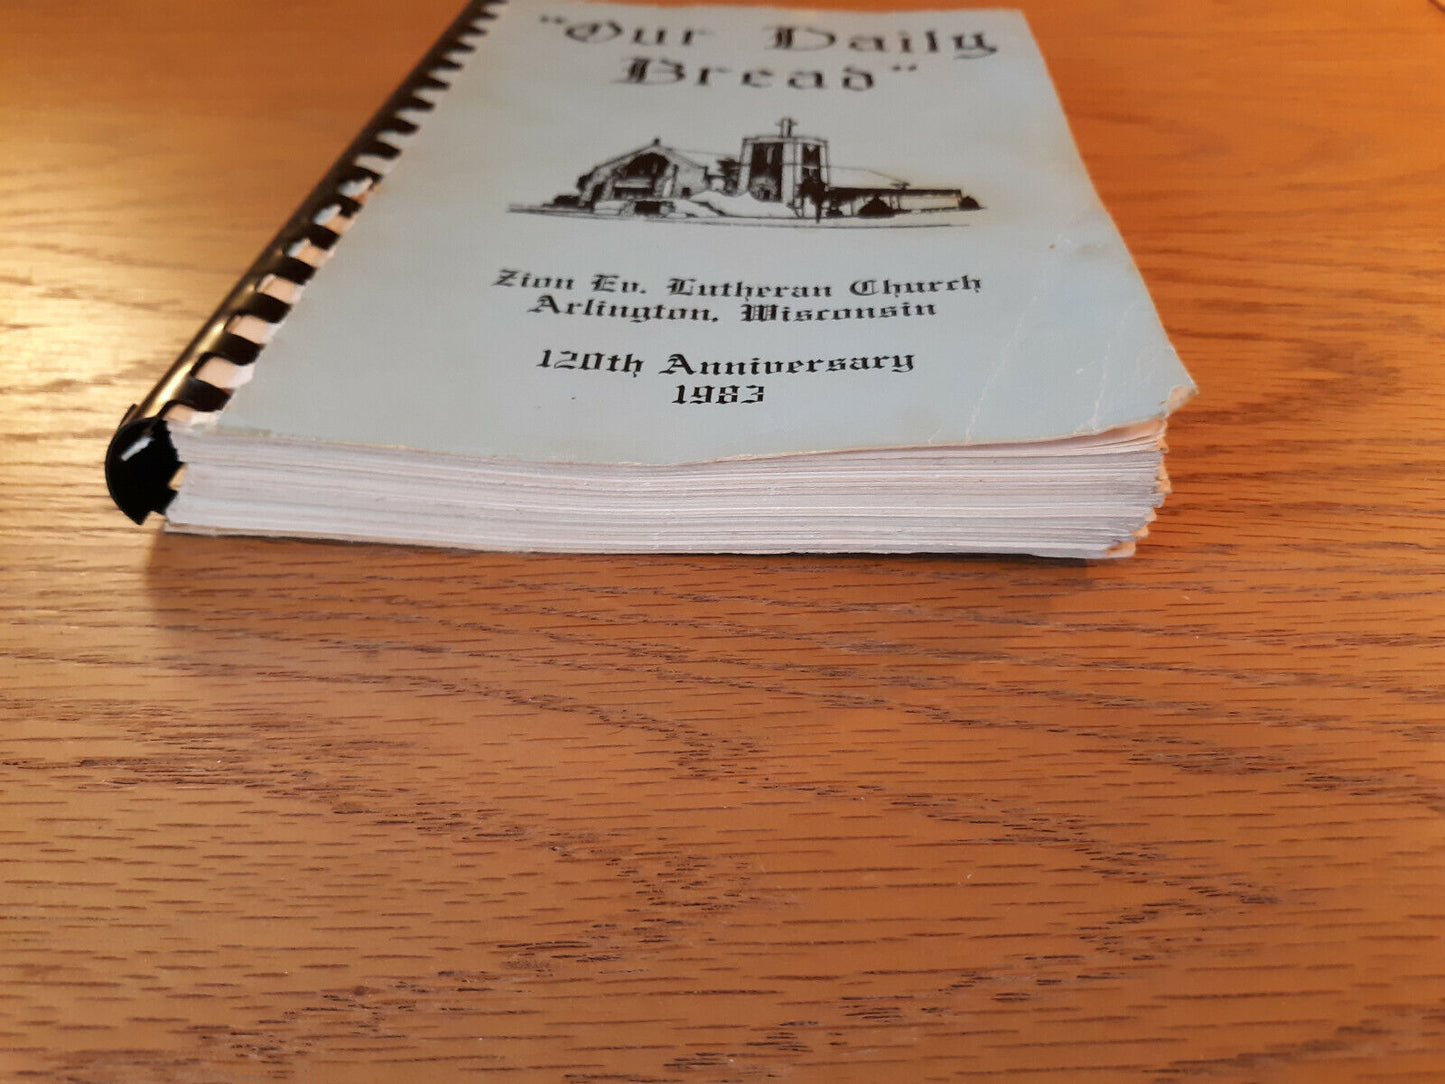 "Our Daily
Bread"
Zion Ev. Lutheran Church
Arlington, Wisconsin
120th Anniversary
1983